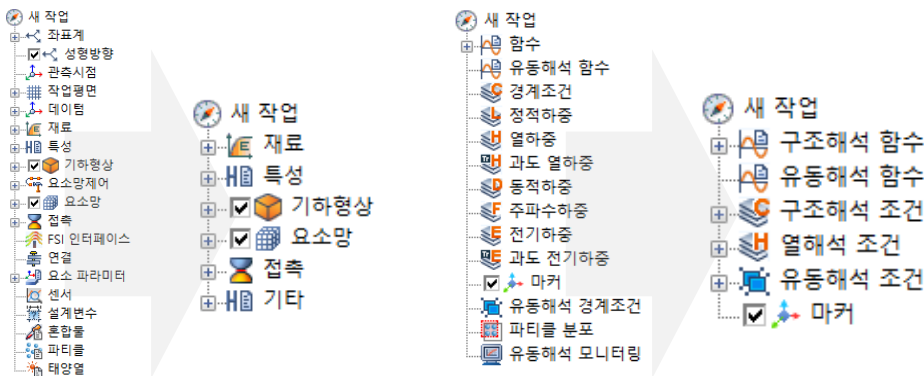 새 작업
좌표계
성형방향
관측시점
작업평면
데이텀
재료
특성
기하형상
요소망제어
요소망
접촉
FSI 인터페이스
연결
요소 파라미터
센서
설계변수
혼합물
파티클
태양열
새 작업
재료
특성
기하형상
요소망
접촉
기타
새 작업
함수
유동해석 함수
경계조건
정적하중
열하중
과도 열하중
동적하중
주파수하중
전기하중
과도 전기하중
마커
유동해석 경계조건
파티클 분포
유동해석 모니터링
새 작업
구조해석 함수
유동해석 함수
구조해석 조건
열해석 조건
유동해석 조건
마커